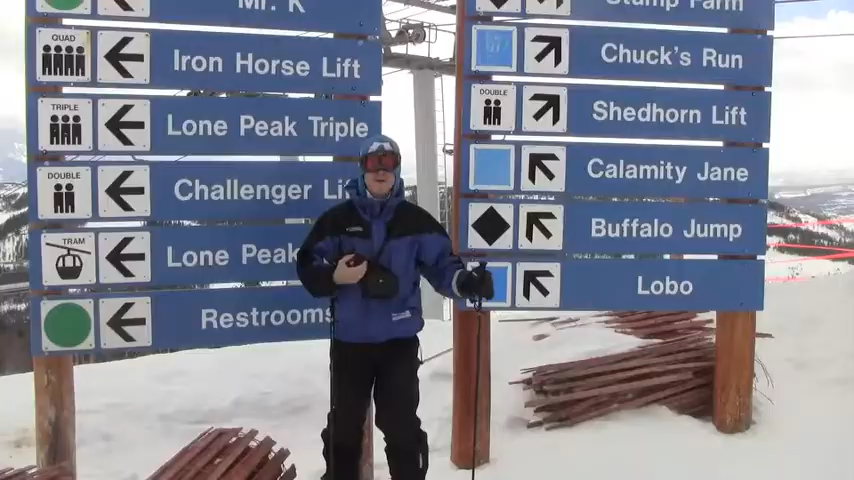 Mr. K
QUAD
Iron Horse Lift
TRIPLE
Lone Peak Triple
DOUBLE
Challenger Li
TRAM
Lone Peak
Restrooms
Stump Farm
Chuck's Run
DOUBLE
Shedhorn Lift
Calamity Jane
Buffalo Jump
Lobo